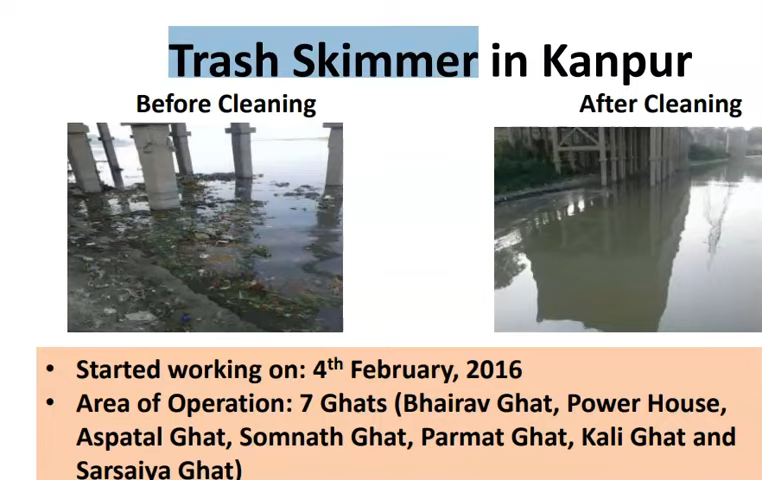 Trash Skimmer in Kanpur
Before Cleaning
After Cleaning
• Started working on: 4th February, 2016
• Area of Operation: 7 Ghats (Bhairav Ghat, Power House,
Aspatal Ghat, Somnath Ghat, Parmat Ghat, Kali Ghat and
Sarsaiya Ghat)